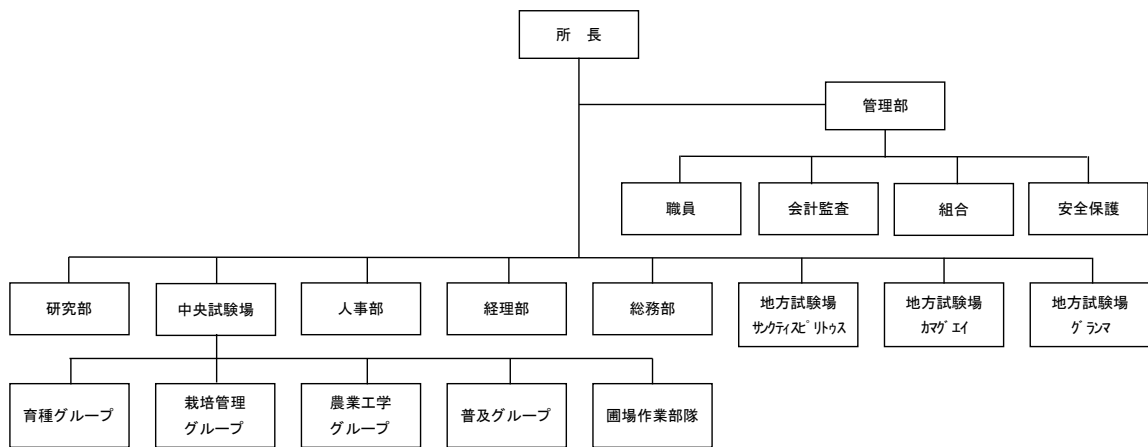 所　長
管理部
職員
会計監査
組合
安全保護
研究部
中央試験場
人事部
経理部
総務部
地方試験場
ｻﾝｸﾃｨｽﾋﾟﾘﾄｩｽ
地方試験場
ｶﾏｸﾞｴｲ
地方試験場
ｸﾞﾗﾝﾏ
育種グループ
栽培管理
グループ
農業工学
グループ
普及グループ
圃場作業部隊